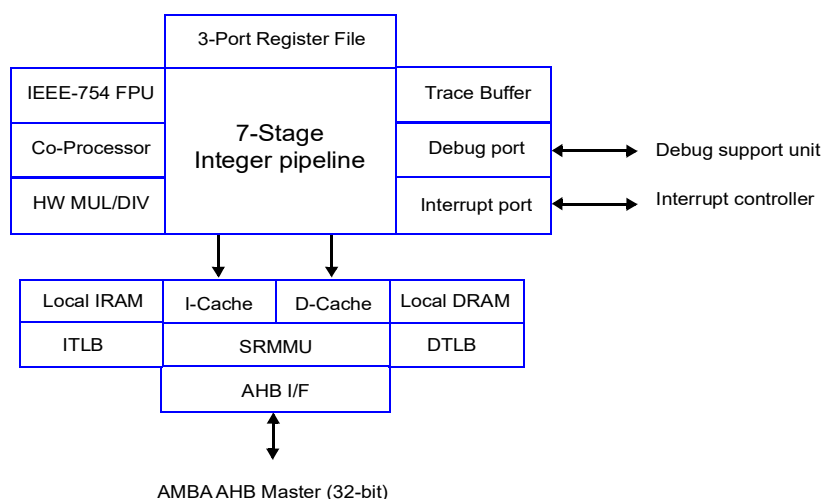 3-Port Register File
IEEE-754 FPU
Trace Buffer
7-Stage
Integer pipeline
Co-Processor
Debug port
Debug support unit
HW MUL/DIV
Interrupt port
Interrupt controller
Local IRAM
I-Cache
D-Cache
Local DRAM
ITLB
SRMMU
DTLB
AHB I/F
AMBA AHB Master (32-bit)